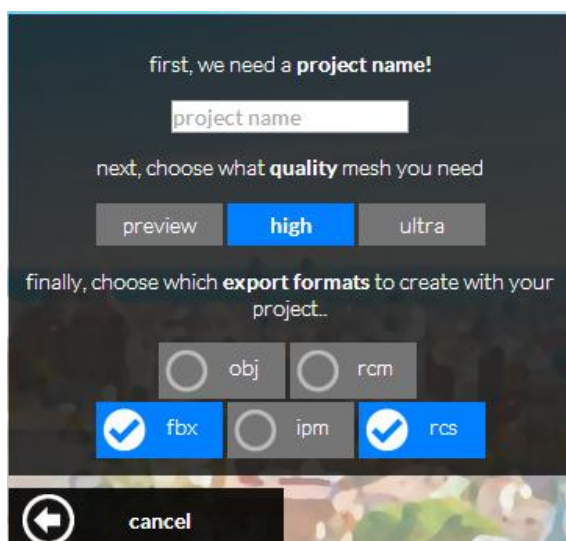 first, we need a project name!
project name
next, choose what quality mesh you need
preview high ultra
finally, choose which export formats to create with your
project..
obj rcm
fbx ipm rcs
cancel